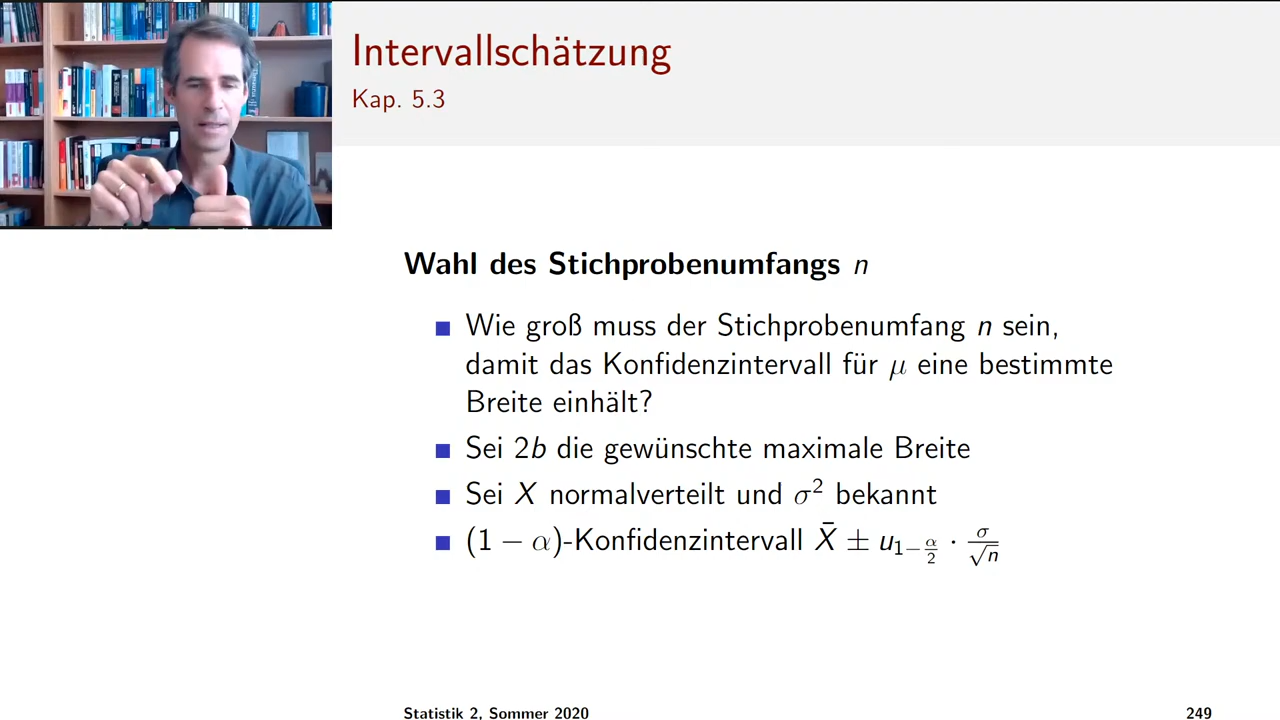 Intervallschätzung
Kap. 5.3
Wahl des Stichprobenumfangs n
Wie groß muss der Stichprobenumfang n sein,
damit das Konfidenzintervall für μ eine bestimmte
Breite einhält?
Sei 2b die gewünschte maximale Breite
Sei X normalverteilt und σ² bekannt
(1 − α)-Konfidenzintervall X̄ ± u_{1−α/2} · σ/√n
Statistik 2, Sommer 2020
249